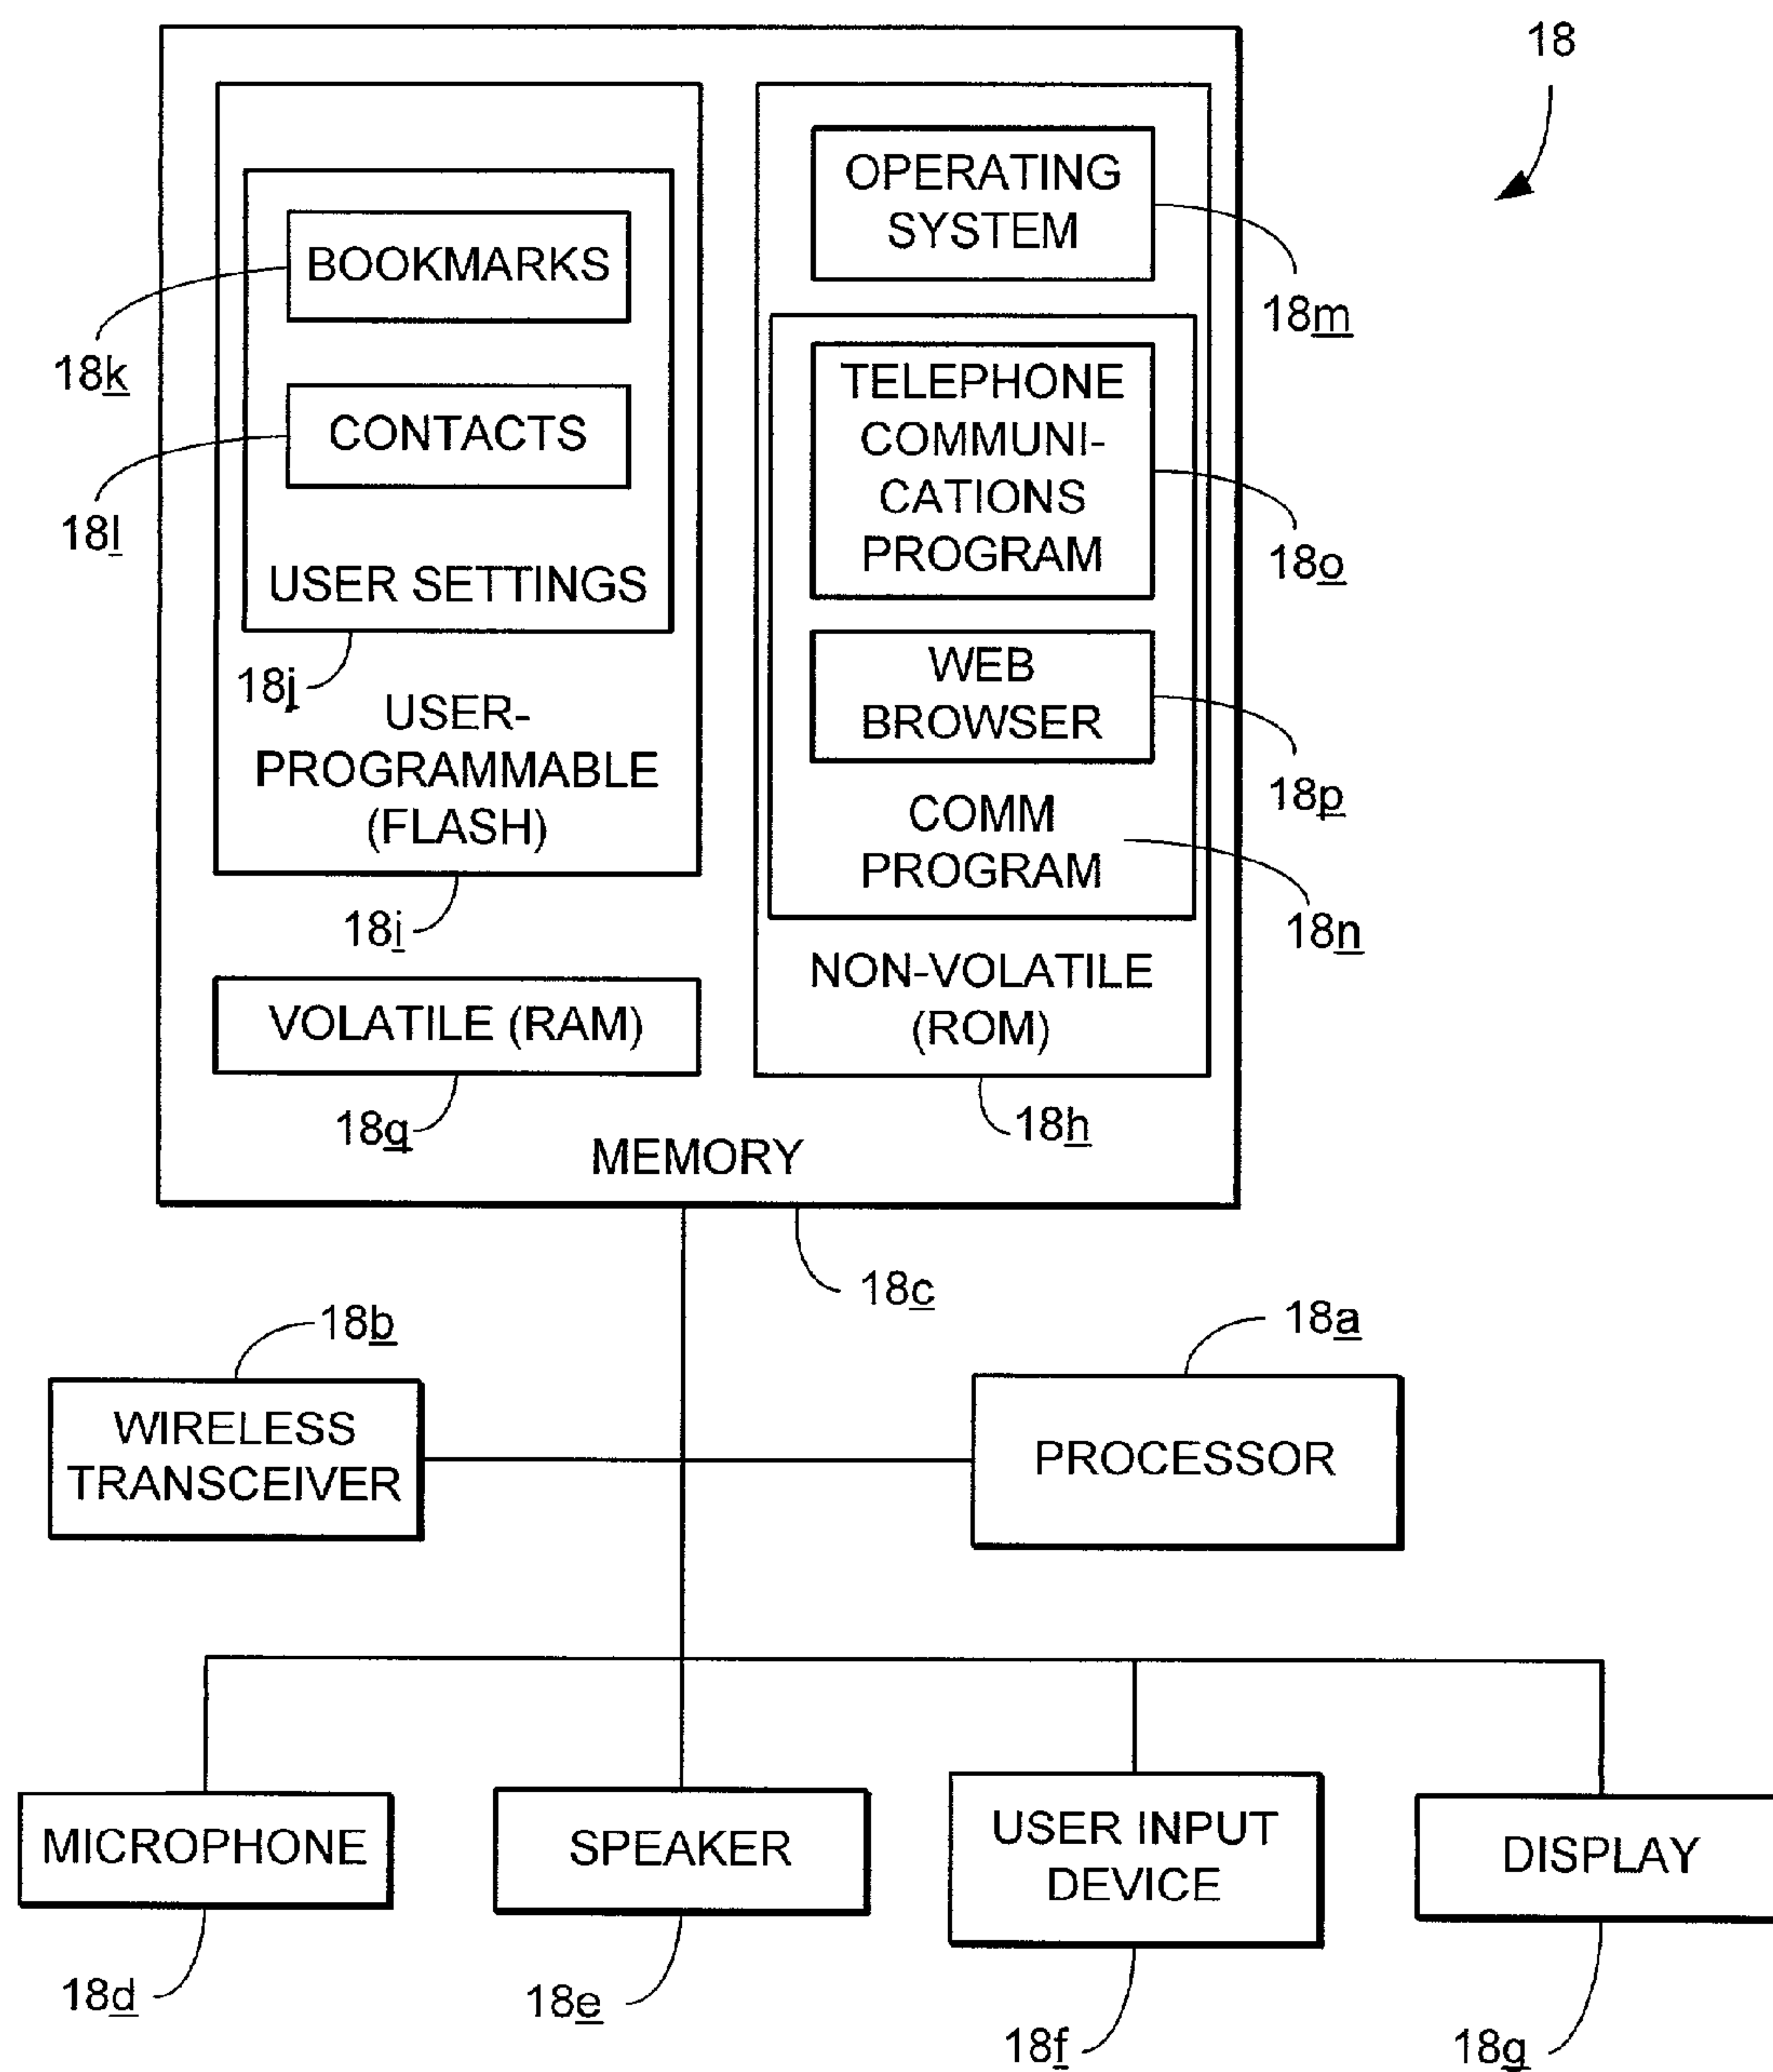 18
OPERATING
SYSTEM
18m
BOOKMARKS
18k
CONTACTS
18l
USER SETTINGS
18j
USER-
PROGRAMMABLE
(FLASH)
18i
TELEPHONE
COMMUNI-
CATIONS
PROGRAM
18o
WEB
BROWSER
18p
COMM
PROGRAM
18n
NON-VOLATILE
(ROM)
18h
VOLATILE (RAM)
18q
MEMORY
18c
18b
WIRELESS
TRANSCEIVER
18a
PROCESSOR
MICROPHONE
18d
SPEAKER
18e
USER INPUT
DEVICE
18f
DISPLAY
18g